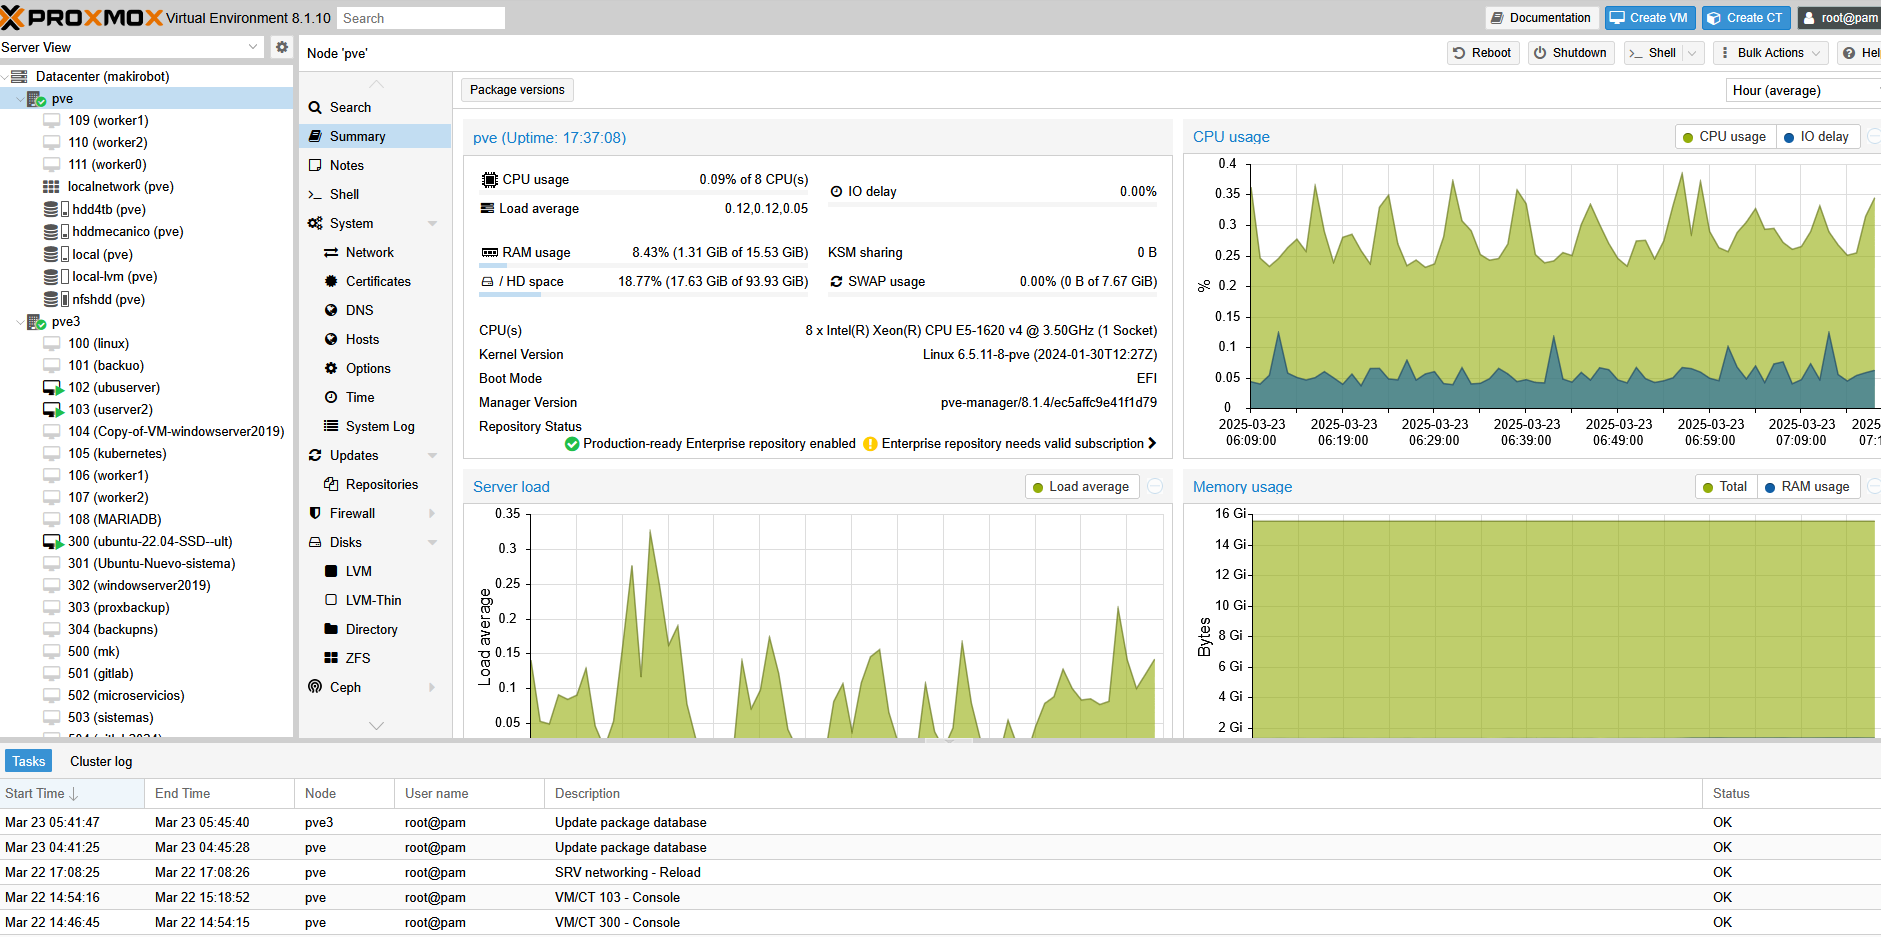 PROXMOX Virtual Environment 8.1.10 Search Documentation Create VM Create CT root@pam
Server View
Node 'pve' Reboot Shutdown Shell Bulk Actions
Datacenter (makirobot)
pve
109 (worker1)
110 (worker2)
111 (worker0)
localnetwork (pve)
hdd4tb (pve)
hddmecanico (pve)
local (pve)
local-lvm (pve)
nfshdd (pve)
pve3
100 (linux)
101 (backuo)
102 (ubuserver)
103 (userver2)
104 (Copy-of-VM-windowserver2019)
105 (kubernetes)
106 (worker1)
107 (worker2)
108 (MARIADB)
300 (ubuntu-22.04-SSD--ult)
301 (Ubuntu-Nuevo-sistema)
302 (windowserver2019)
303 (proxbackup)
304 (backupns)
500 (mk)
501 (gitlab)
502 (microservicios)
503 (sistemas)
Search
Summary
Notes
Shell
System
Network
Certificates
DNS
Hosts
Options
Time
System Log
Updates
Repositories
Firewall
Disks
LVM
LVM-Thin
Directory
ZFS
Ceph
Package versions
Hour (average)
pve (Uptime: 17:37:08)
CPU usage 0.09% of 8 CPU(s)
Load average 0.12,0.12,0.05
IO delay 0.00%
RAM usage 8.43% (1.31 GiB of 15.53 GiB)
KSM sharing 0 B
/ HD space 18.77% (17.63 GiB of 93.93 GiB)
SWAP usage 0.00% (0 B of 7.67 GiB)
CPU(s) 8 x Intel(R) Xeon(R) CPU E5-1620 v4 @ 3.50GHz (1 Socket)
Kernel Version Linux 6.5.11-8-pve (2024-01-30T12:27Z)
Boot Mode EFI
Manager Version pve-manager/8.1.4/ec5affc9e41f1d79
Repository Status
Production-ready Enterprise repository enabled Enterprise repository needs valid subscription
CPU usage CPU usage IO delay
0.4
0.35
0.3
0.25
0.2
0.15
0.1
0.05
0
%
2025-03-23 2025-03-23 2025-03-23 2025-03-23 2025-03-23 2025-03-23 2025-03-23
06:09:00 06:19:00 06:29:00 06:39:00 06:49:00 06:59:00 07:09:00
Server load Load average
0.35
0.3
0.25
0.2
0.15
0.1
0.05
Load average
Memory usage Total RAM usage
16 Gi
14 Gi
12 Gi
10 Gi
8 Gi
6 Gi
4 Gi
2 Gi
Bytes
Tasks Cluster log
Start Time End Time Node User name Description Status
Mar 23 05:41:47 Mar 23 05:45:40 pve3 root@pam Update package database OK
Mar 23 04:41:25 Mar 23 04:45:28 pve root@pam Update package database OK
Mar 22 17:08:25 Mar 22 17:08:26 pve root@pam SRV networking - Reload OK
Mar 22 14:54:16 Mar 22 15:18:52 pve root@pam VM/CT 103 - Console OK
Mar 22 14:46:45 Mar 22 14:54:15 pve root@pam VM/CT 300 - Console OK